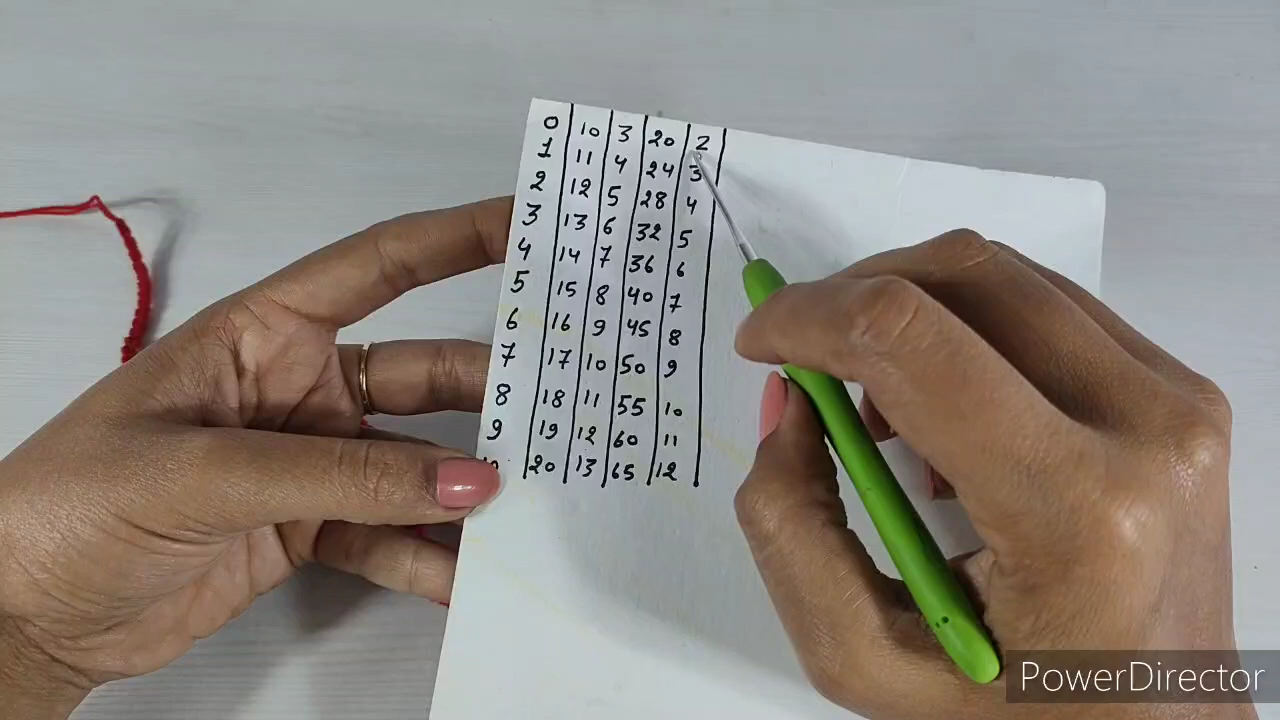 0 10 3 20 2
1 11 4 24 3
2 12 5 28 4
3 13 6 32 5
4 14 7 36 6
5 15 8 40 7
6 16 9 45 8
7 17 10 50 9
8 18 11 55 10
9 19 12 60 11
20 13 65 12
PowerDirector